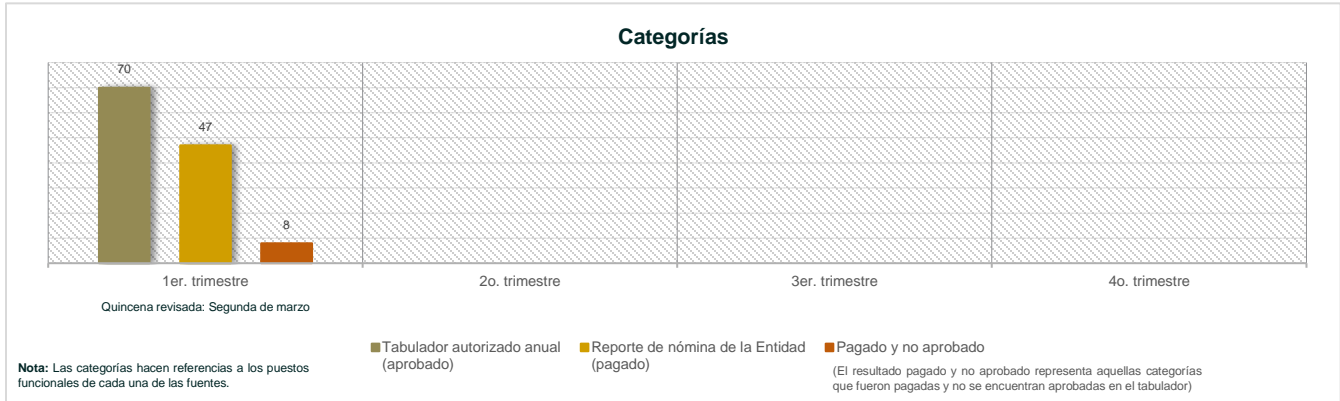 Categorías
70
47
8
1er. trimestre
2o. trimestre
3er. trimestre
4o. trimestre
Quincena revisada: Segunda de marzo
Tabulador autorizado anual
(aprobado)
Reporte de nómina de la Entidad
(pagado)
Pagado y no aprobado
(El resultado pagado y no aprobado representa aquellas categorías
que fueron pagadas y no se encuentran aprobadas en el tabulador)
Nota: Las categorías hacen referencias a los puestos
funcionales de cada una de las fuentes.